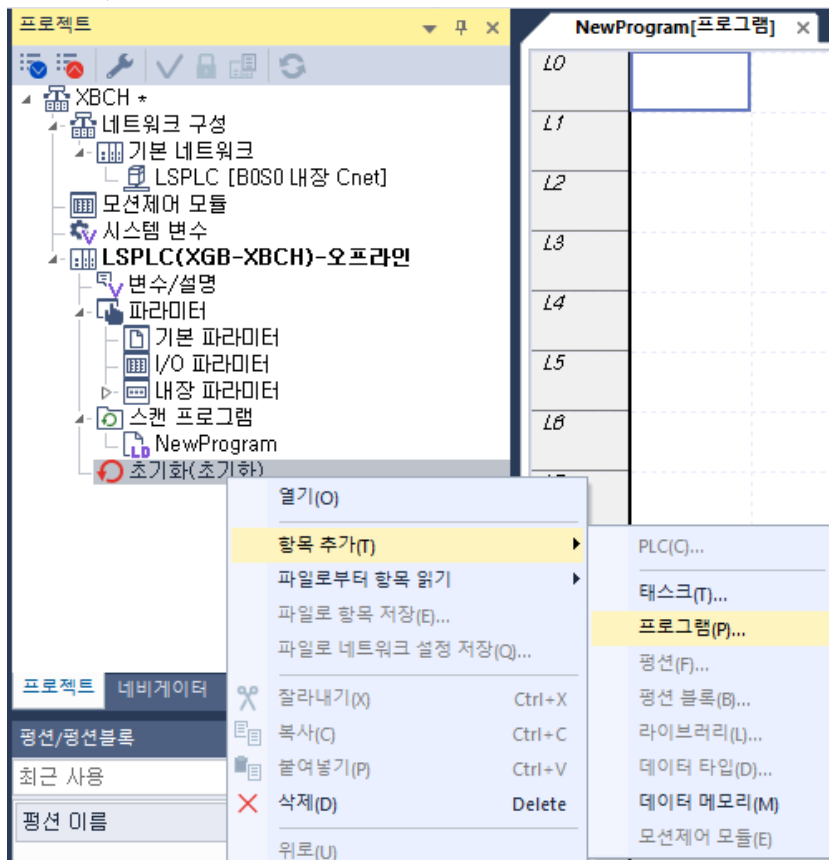 프로젝트
NewProgram[프로그램]
XBCH *
네트워크 구성
기본 네트워크
LSPLC [B0S0 내장 Cnet]
모션제어 모듈
시스템 변수
LSPLC(XGB-XBCH)-오프라인
변수/설명
파라미터
기본 파라미터
I/O 파라미터
내장 파라미터
스캔 프로그램
LD NewProgram
초기화(초기화)
L0
L1
L2
L3
L4
L5
L6
열기(O)
항목 추가(T)
파일로부터 항목 읽기
파일로 항목 저장(E)...
파일로 네트워크 설정 저장(Q)...
잘라내기(X) Ctrl+X
복사(C) Ctrl+C
붙여넣기(P) Ctrl+V
삭제(D) Delete
위로(U)
PLC(C)...
태스크(T)...
프로그램(P)...
펑션(F)...
펑션 블록(B)...
라이브러리(L)...
데이터 타입(D)...
데이터 메모리(M)
모션제어 모듈(E)
프로젝트 네비게이터
펑션/펑션블록
최근 사용
펑션 이름